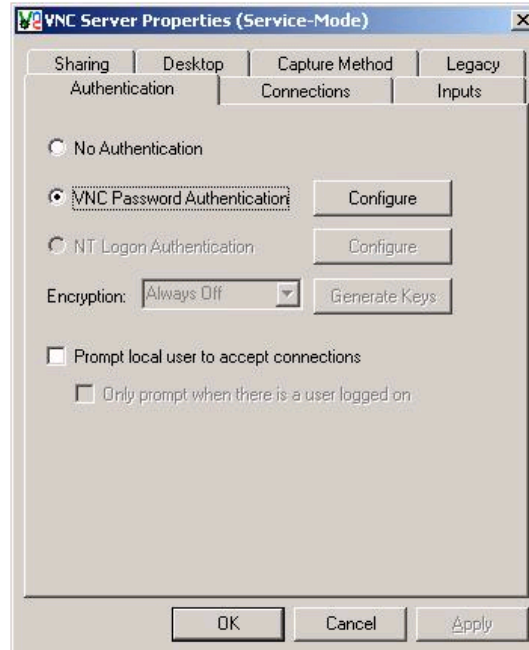 VNC Server Properties (Service-Mode)
Sharing Desktop Capture Method Legacy
Authentication Connections Inputs
No Authentication
VNC Password Authentication Configure
NT Logon Authentication Configure
Encryption: Always Off Generate Keys
Prompt local user to accept connections
Only prompt when there is a user logged on
OK Cancel Apply